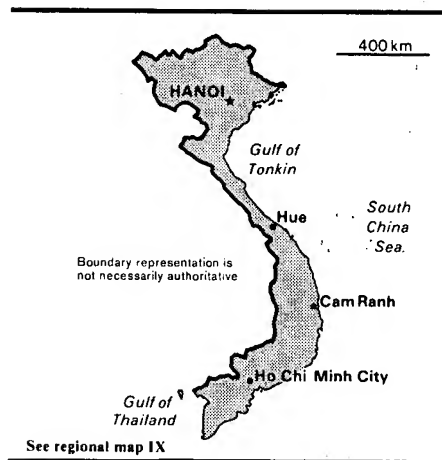 400 km
HANOI
Gulf of
Tonkin
Hue
South
China
Sea
Boundary representation is
not necessarily authoritative
Cam Ranh
Ho Chi Minh City
Gulf of
Thailand
See regional map IX